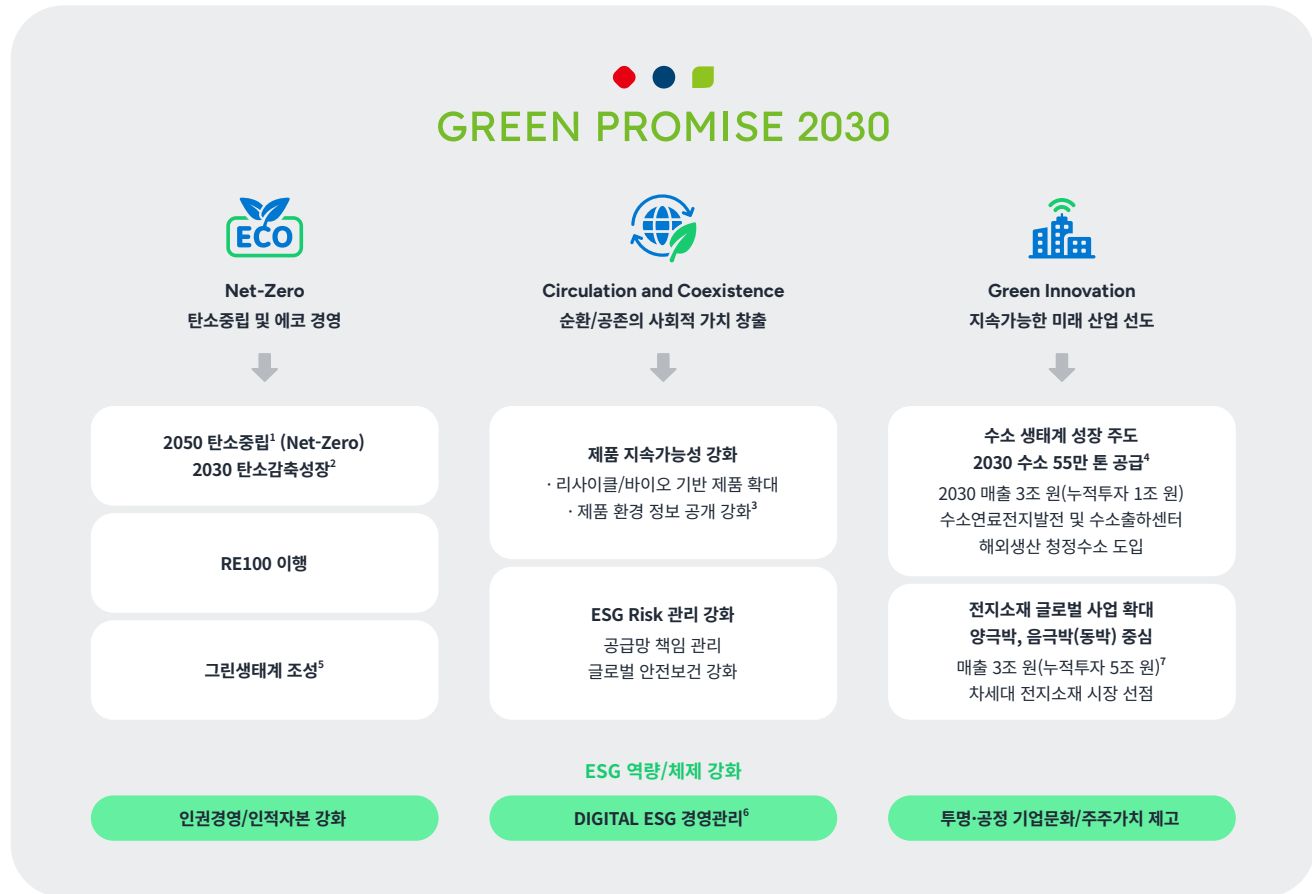 GREEN PROMISE 2030
ECO
Net-Zero
탄소중립 및 에코 경영
2050 탄소중립¹ (Net-Zero)
2030 탄소감축성장²
RE100 이행
그린생태계 조성⁵
Circulation and Coexistence
순환/공존의 사회적 가치 창출
제품 지속가능성 강화
· 리사이클/바이오 기반 제품 확대
· 제품 환경 정보 공개 강화³
ESG Risk 관리 강화
공급망 책임 관리
글로벌 안전보건 강화
Green Innovation
지속가능한 미래 산업 선도
수소 생태계 성장 주도
2030 수소 55만 톤 공급⁴
2030 매출 3조 원(누적투자 1조 원)
수소연료전지발전 및 수소출하센터
해외생산 청정수소 도입
전지소재 글로벌 사업 확대
양극박, 음극박(동박) 중심
매출 3조 원(누적투자 5조 원)⁷
차세대 전지소재 시장 선점
ESG 역량/체제 강화
인권경영/인적자본 강화
DIGITAL ESG 경영관리⁶
투명·공정 기업문화/주주가치 제고